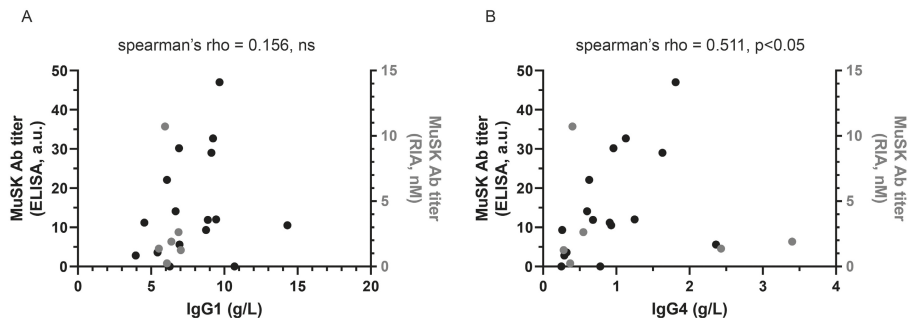 A
spearman's rho = 0.156, ns
MuSK Ab titer
(ELISA, a.u.)
50
40
30
20
10
0
0
5
10
15
20
IgG1 (g/L)
15
10
5
0
MuSK Ab titer
(RIA, nM)
B
spearman's rho = 0.511, p<0.05
MuSK Ab titer
(ELISA, a.u.)
50
40
30
20
10
0
0
1
2
3
4
IgG4 (g/L)
15
10
5
0
MuSK Ab titer
(RIA, nM)